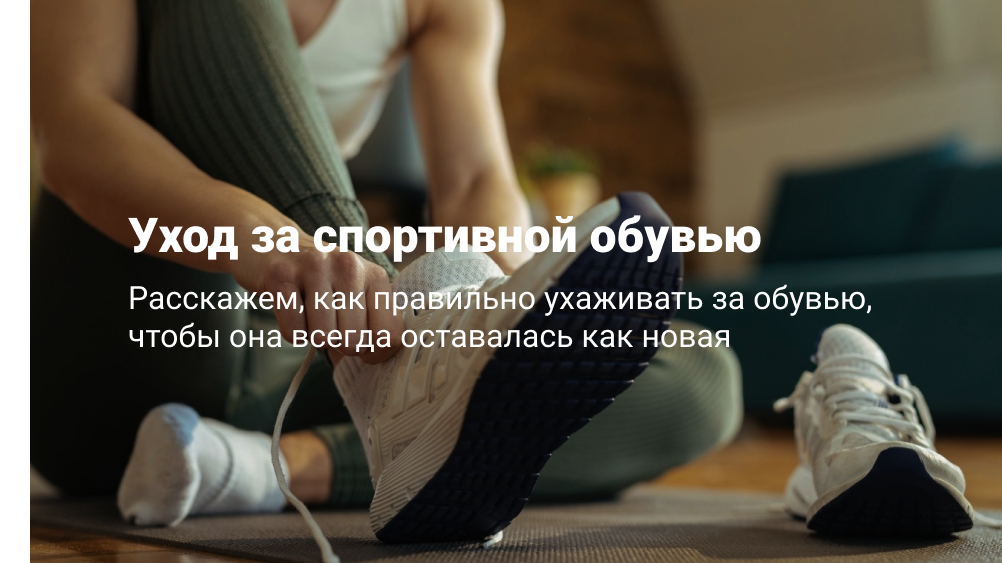 Уход за спортивной обувью
Расскажем, как правильно ухаживать за обувью,
чтобы она всегда оставалась как новая